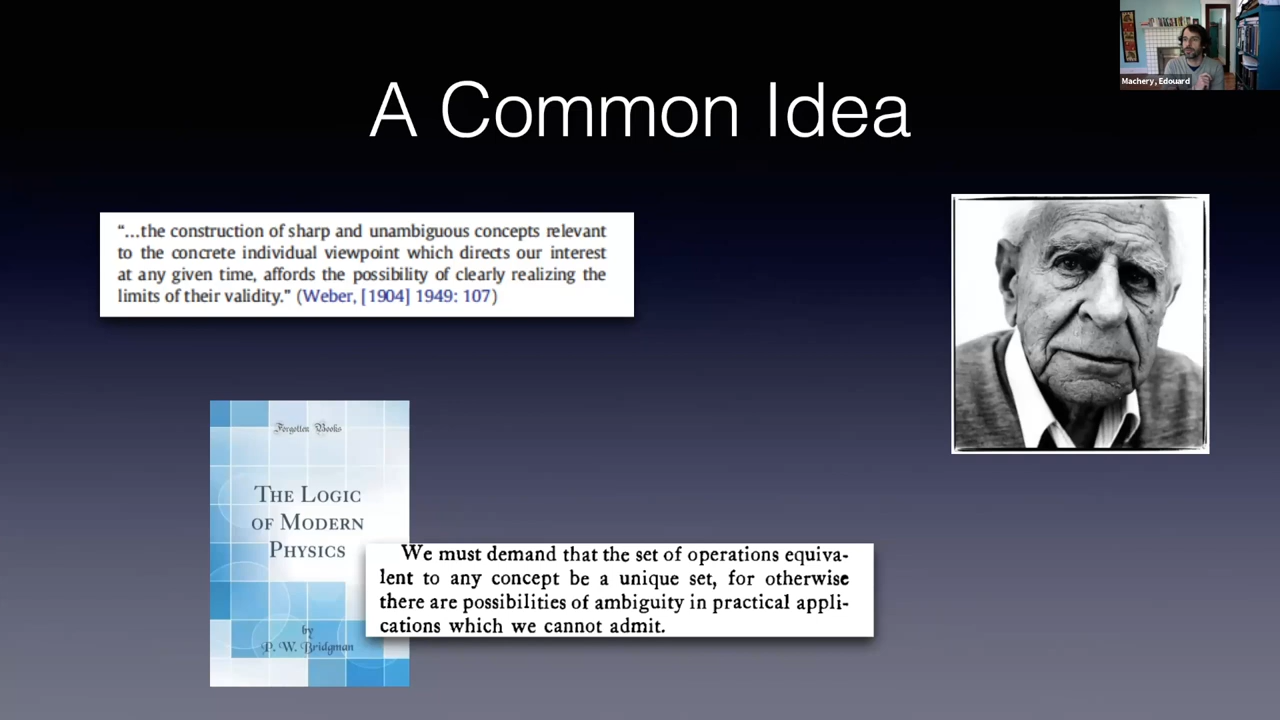 Machery, Edouard
A Common Idea
“...the construction of sharp and unambiguous concepts relevant
to the concrete individual viewpoint which directs our interest
at any given time, affords the possibility of clearly realizing the
limits of their validity.” (Weber, [1904] 1949: 107)
Forgotten Books
THE LOGIC
OF MODERN
PHYSICS
by
P. W. Bridgman
We must demand that the set of operations equiva-
lent to any concept be a unique set, for otherwise
there are possibilities of ambiguity in practical appli-
cations which we cannot admit.